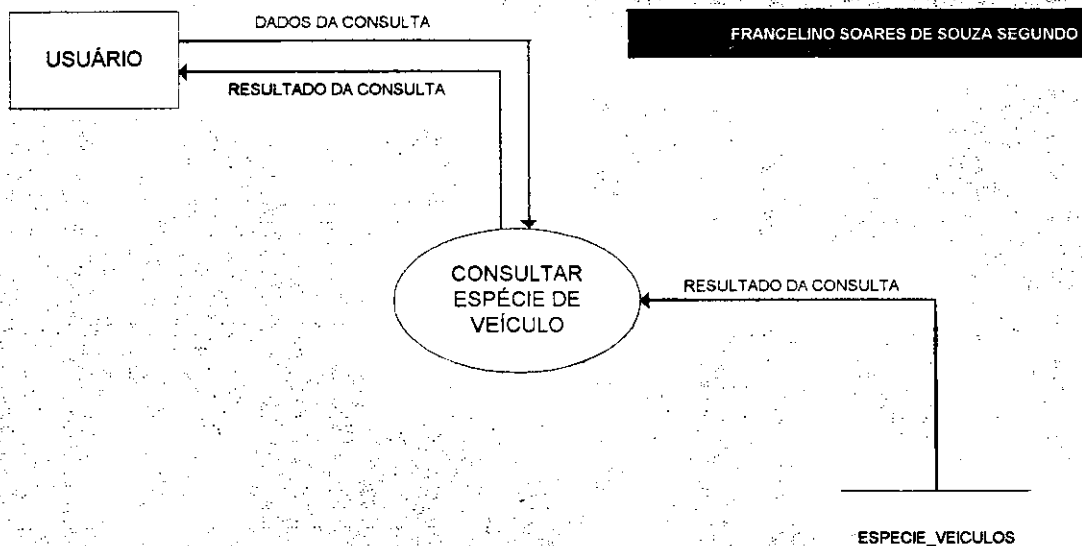 DADOS DA CONSULTA
FRANCELINO SOARES DE SOUZA SEGUNDO
USUÁRIO
RESULTADO DA CONSULTA
CONSULTAR
ESPÉCIE DE
VEÍCULO
RESULTADO DA CONSULTA
ESPECIE_VEICULOS